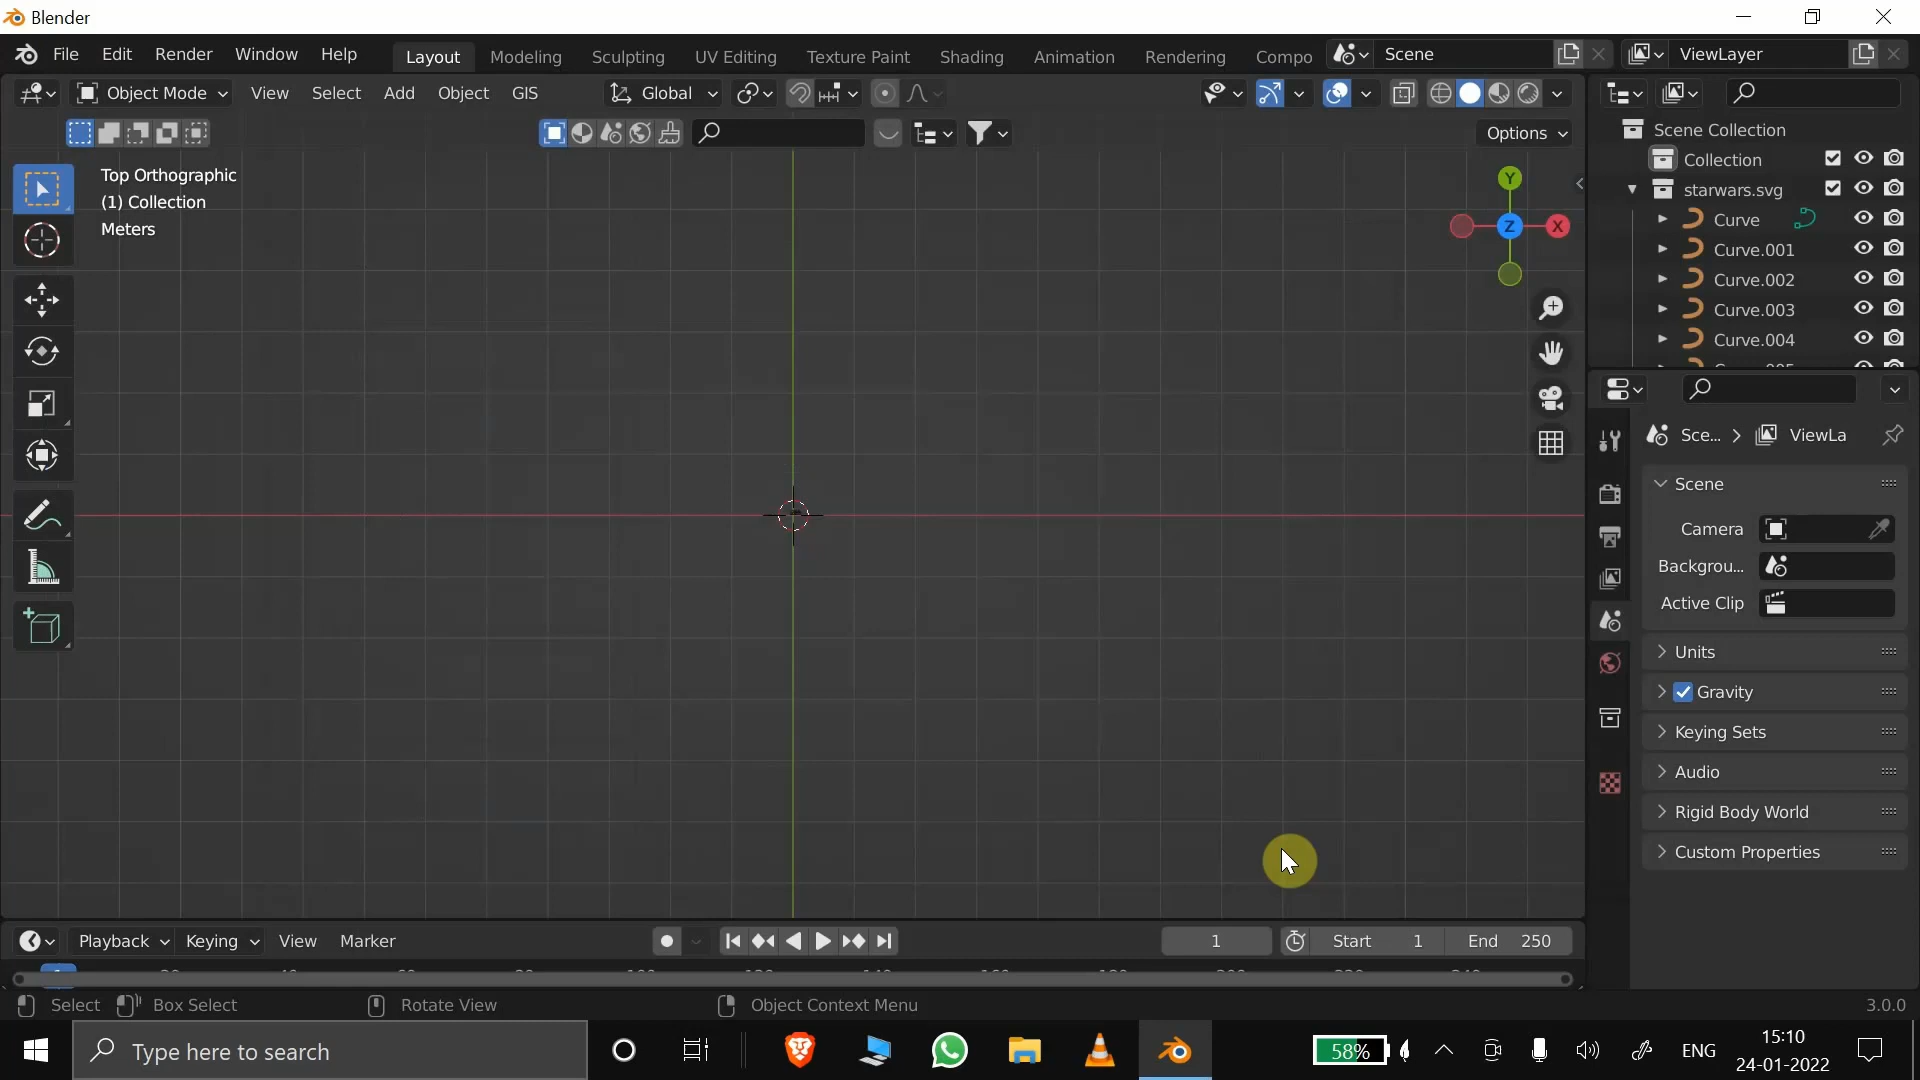 Blender
File Edit Render Window Help Layout Modeling Sculpting UV Editing Texture Paint Shading Animation Rendering Compo Scene ViewLayer
Object Mode View Select Add Object GIS Global
Options
Top Orthographic
(1) Collection
Meters
Y
Z
X
Scene Collection
Collection
starwars.svg
Curve
Curve.001
Curve.002
Curve.003
Curve.004
Sce... > ViewLa
Scene
Camera
Backgrou...
Active Clip
Units
Gravity
Keying Sets
Audio
Rigid Body World
Custom Properties
Playback Keying View Marker 1 Start 1 End 250
Select Box Select Rotate View Object Context Menu 3.0.0
Type here to search
58%
ENG
15:10
24-01-2022